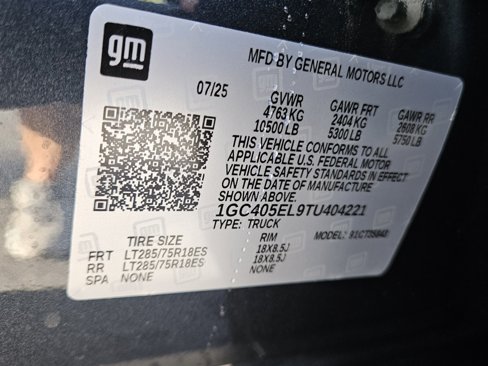 gm
MFD BY GENERAL MOTORS LLC
07/25
GVWR GAWR FRT GAWR RR
4763 KG 2404 KG 2608 KG
10500 LB 5300 LB 5750 LB
THIS VEHICLE CONFORMS TO ALL
APPLICABLE U.S. FEDERAL MOTOR
VEHICLE SAFETY STANDARDS IN EFFECT
ON THE DATE OF MANUFACTURE
SHOWN ABOVE.
1GC405EL9TU404221
TYPE: TRUCK MODEL:
TIRE SIZE RIM
FRT LT285/75R18ES 18X8.5J
RR LT285/75R18ES 18X8.5J
SPA NONE NONE